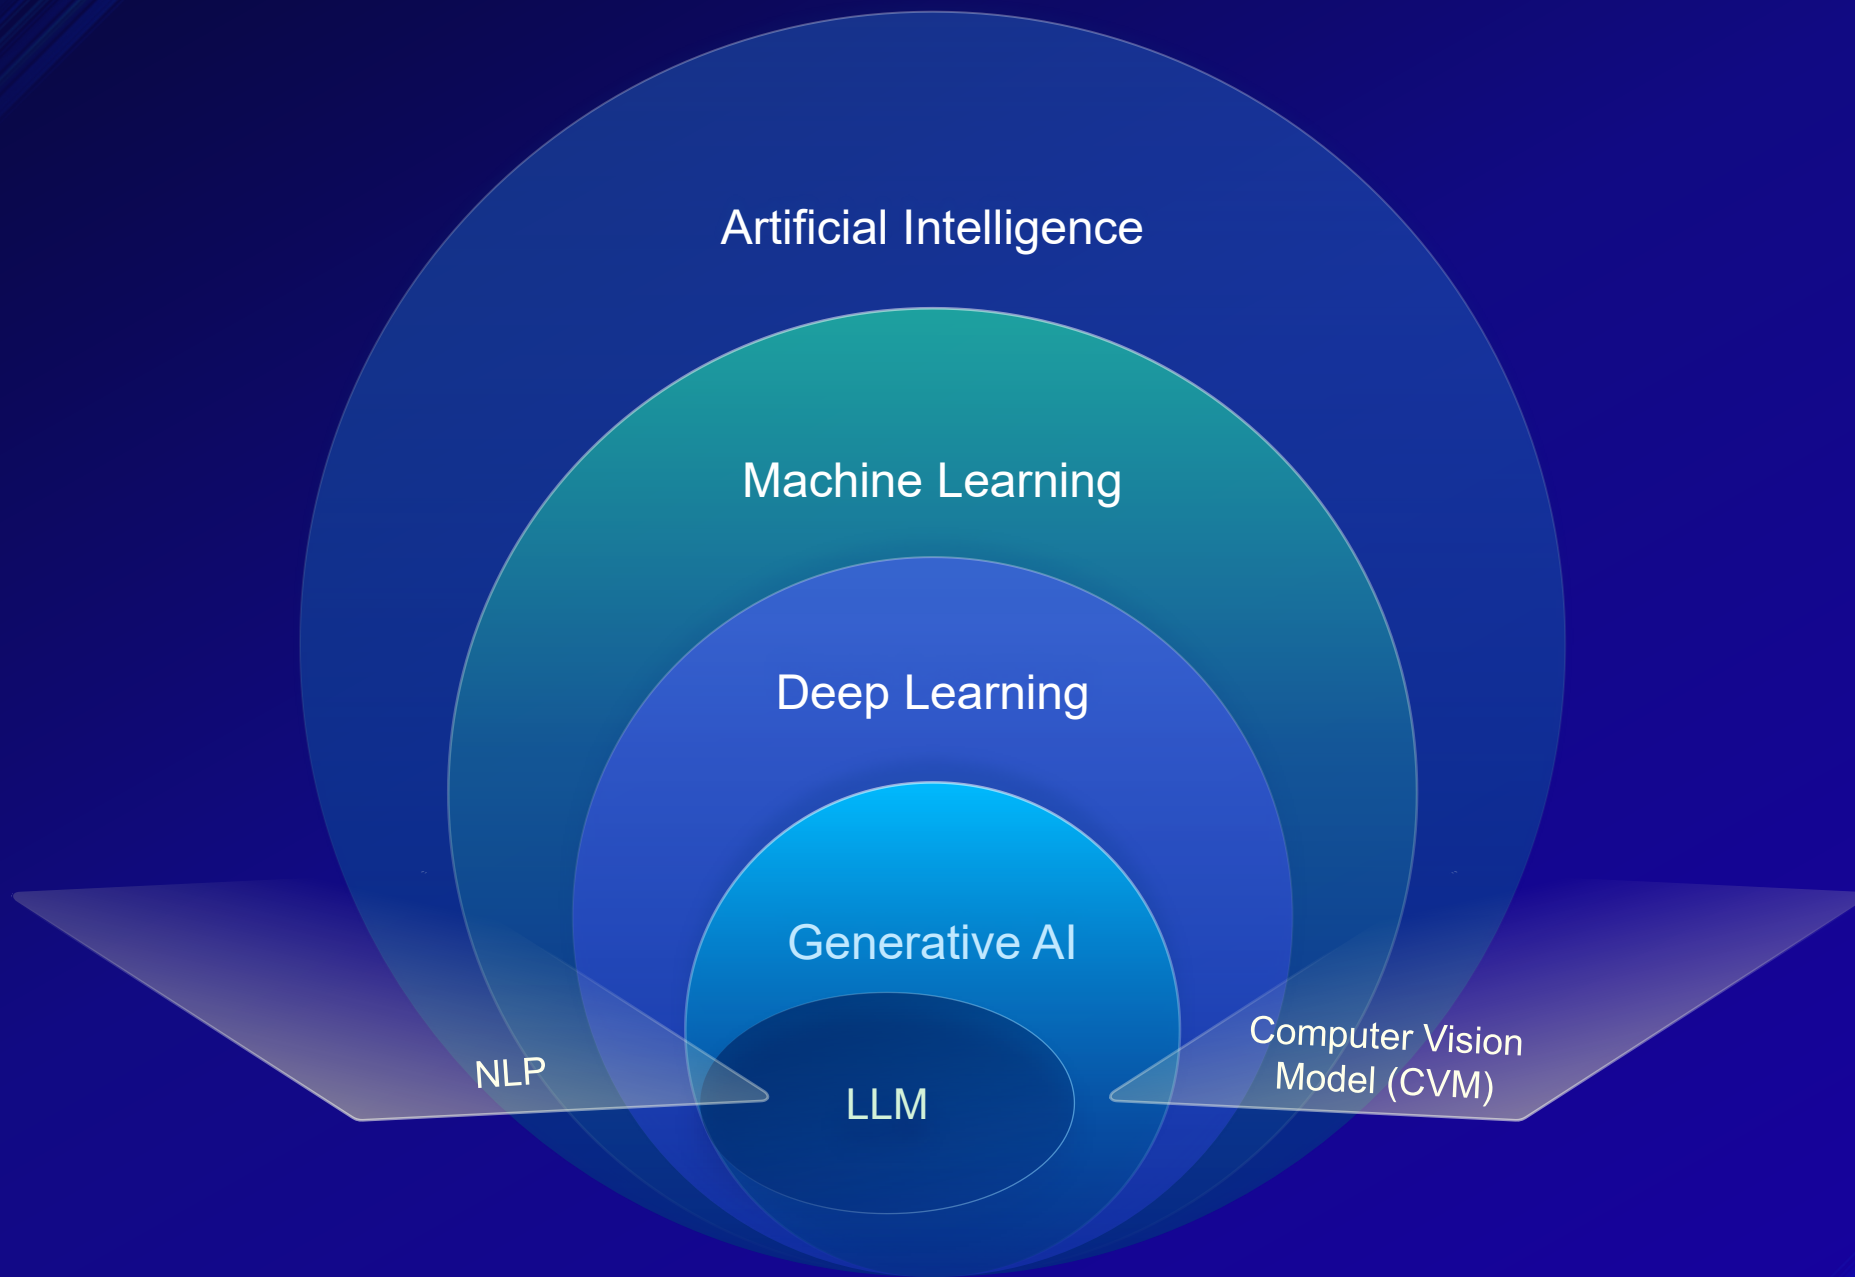 Artificial Intelligence
Machine Learning
Deep Learning
Generative AI
LLM
NLP
Computer Vision
Model (CVM)